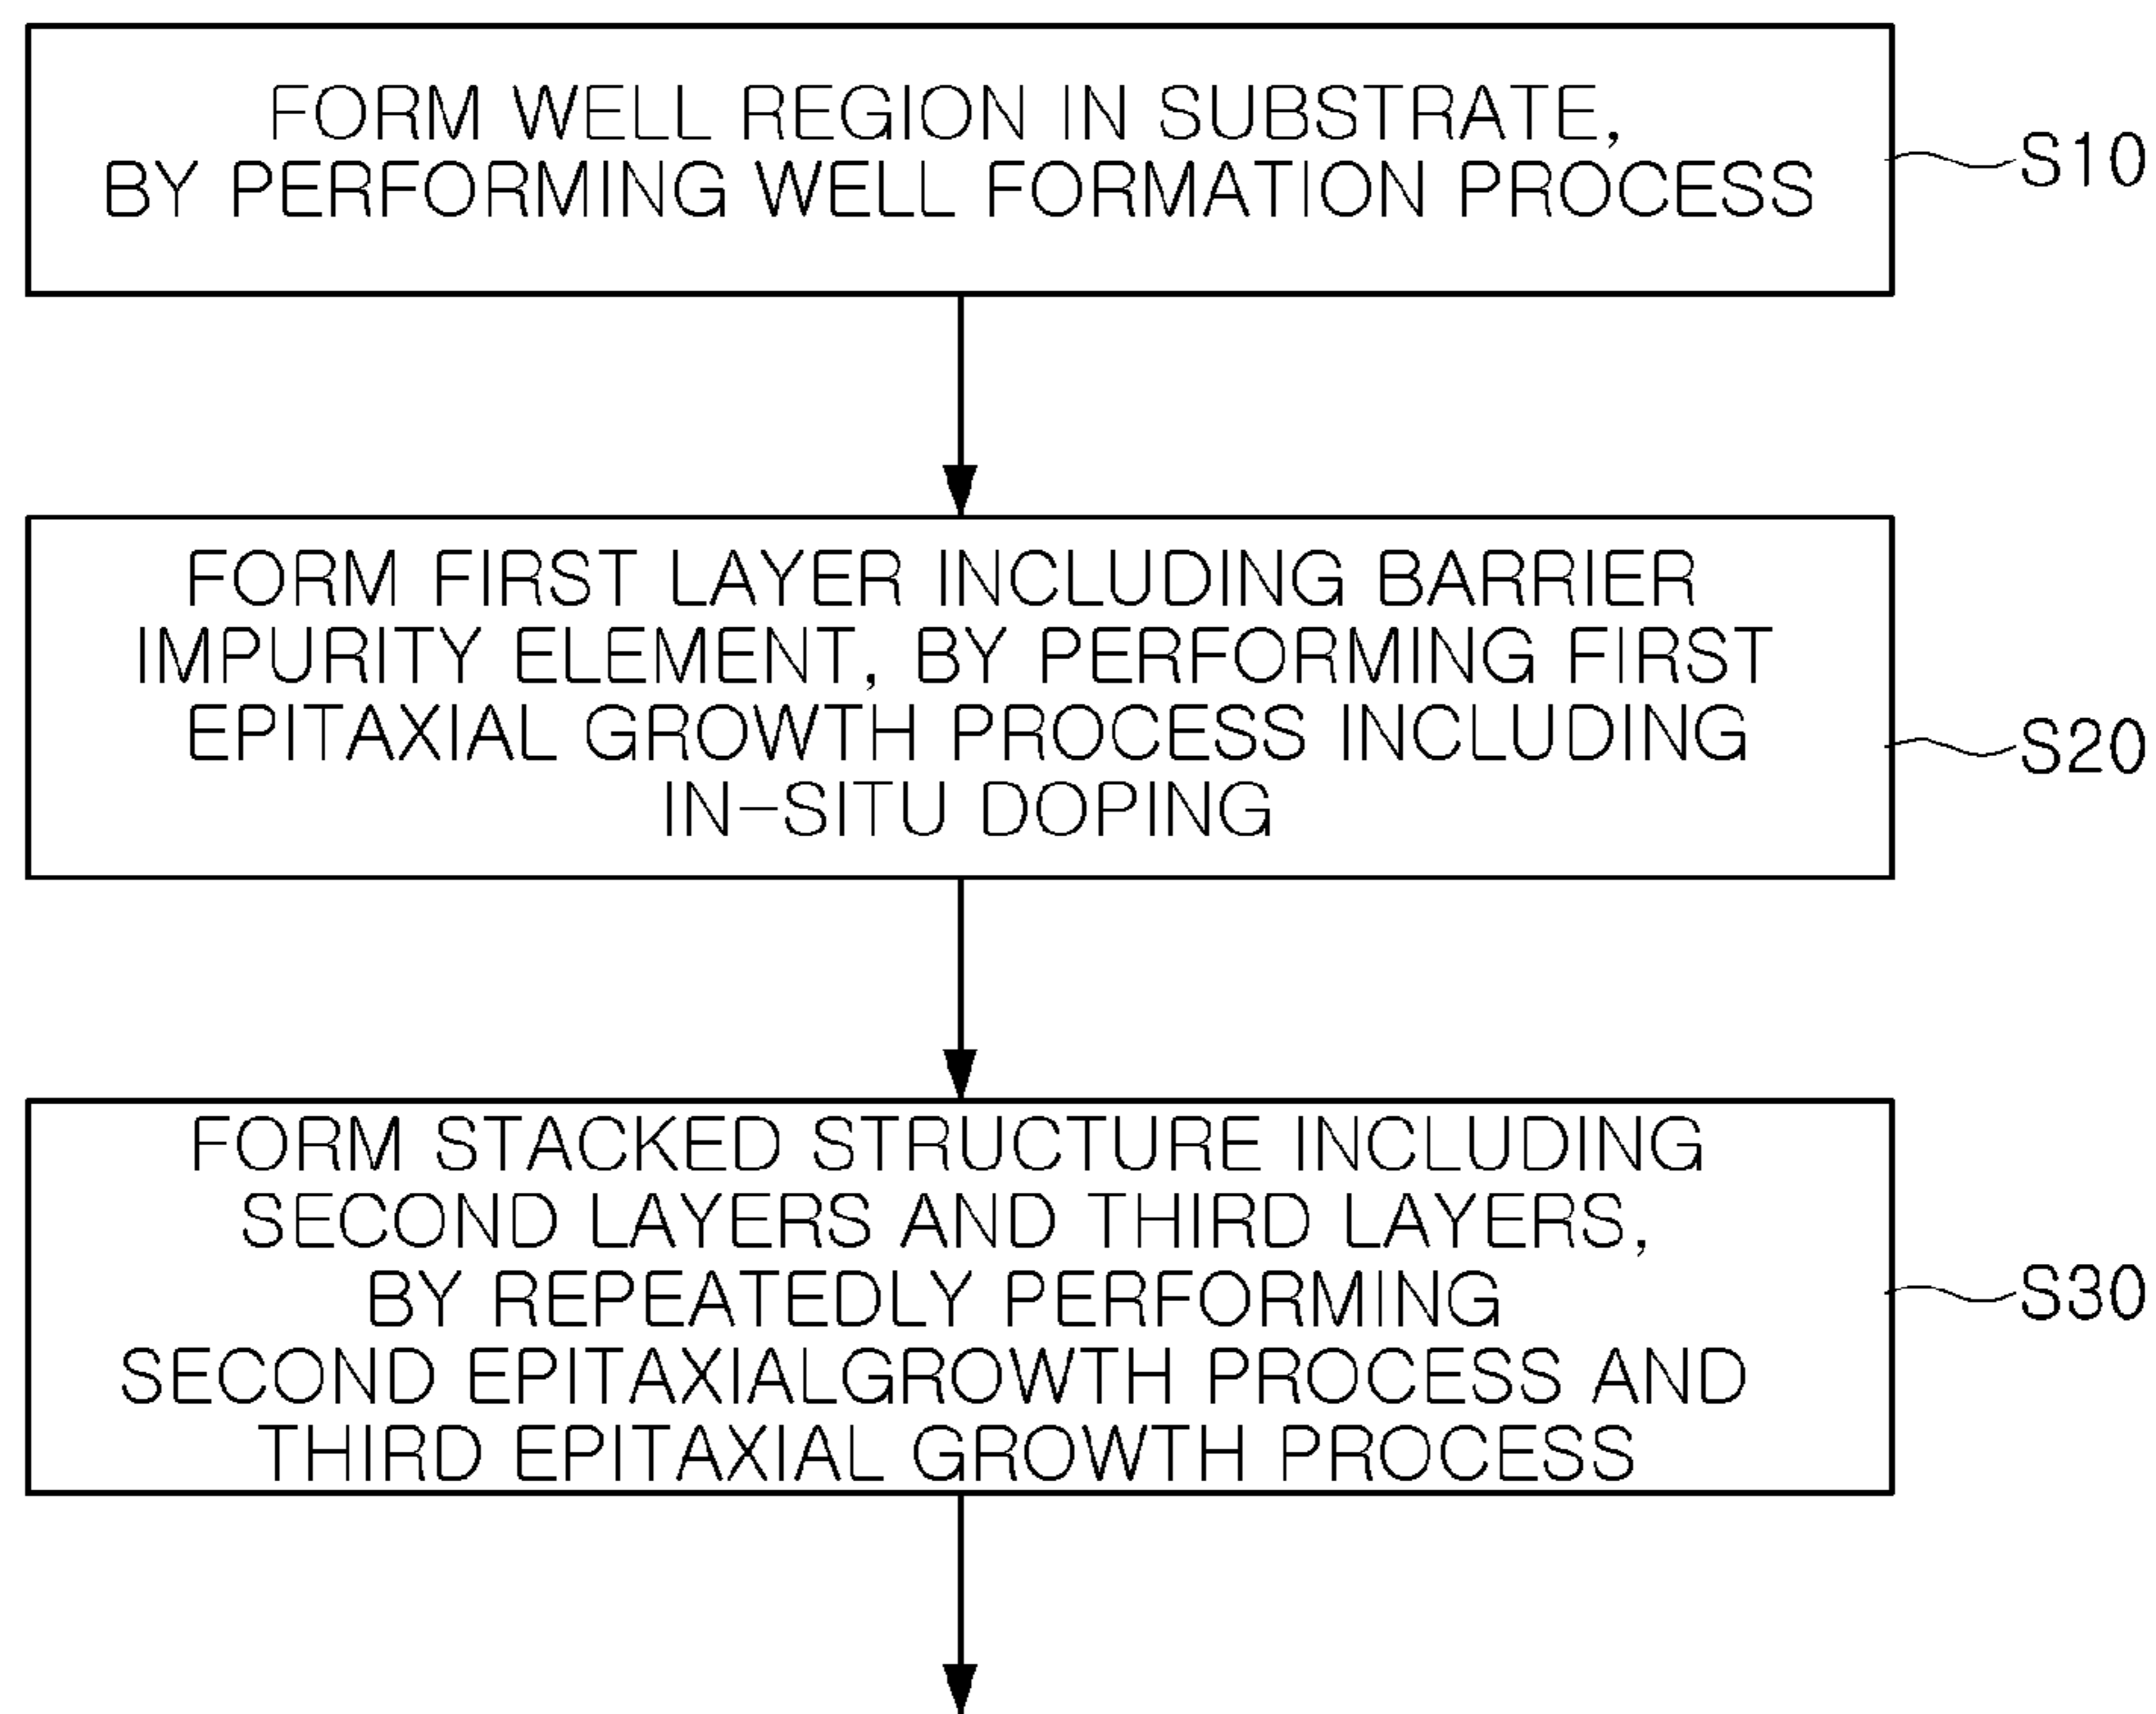 FORM WELL REGION IN SUBSTRATE,
BY PERFORMING WELL FORMATION PROCESS
S10
FORM FIRST LAYER INCLUDING BARRIER
IMPURITY ELEMENT, BY PERFORMING FIRST
EPITAXIAL GROWTH PROCESS INCLUDING
IN-SITU DOPING
S20
FORM STACKED STRUCTURE INCLUDING
SECOND LAYERS AND THIRD LAYERS,
BY REPEATEDLY PERFORMING
SECOND EPITAXIALGROWTH PROCESS AND
THIRD EPITAXIAL GROWTH PROCESS
S30